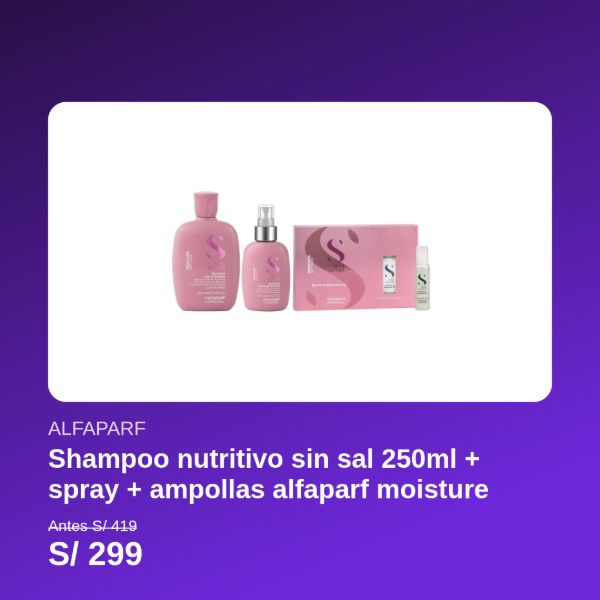 ALFAPARF
Shampoo nutritivo sin sal 250ml +
spray + ampollas alfaparf moisture
Antes S/ 419
S/ 299